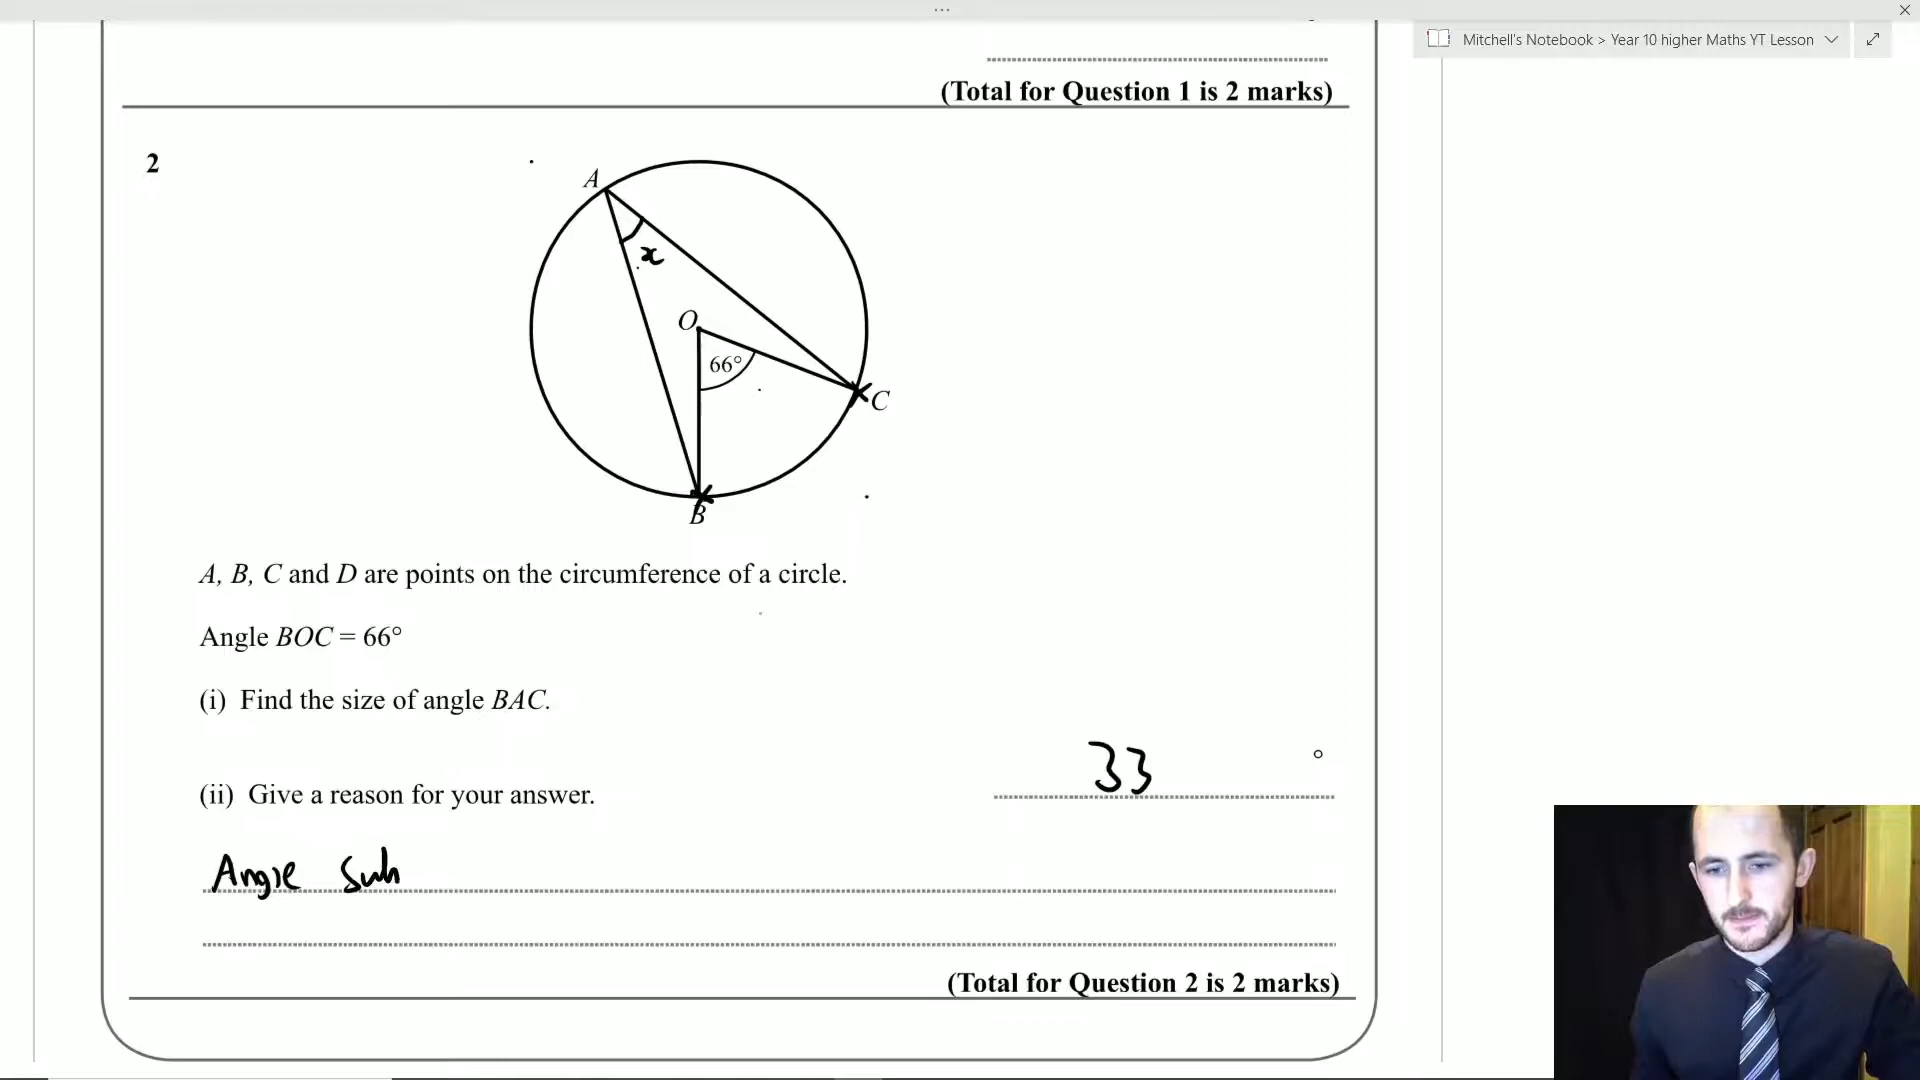 Mitchell's Notebook > Year 10 higher Maths YT Lesson
(Total for Question 1 is 2 marks)
2
A
x
O
66°
C
B
A, B, C and D are points on the circumference of a circle.
Angle BOC = 66°
(i) Find the size of angle BAC.
33 °
(ii) Give a reason for your answer.
Angle Sub
(Total for Question 2 is 2 marks)